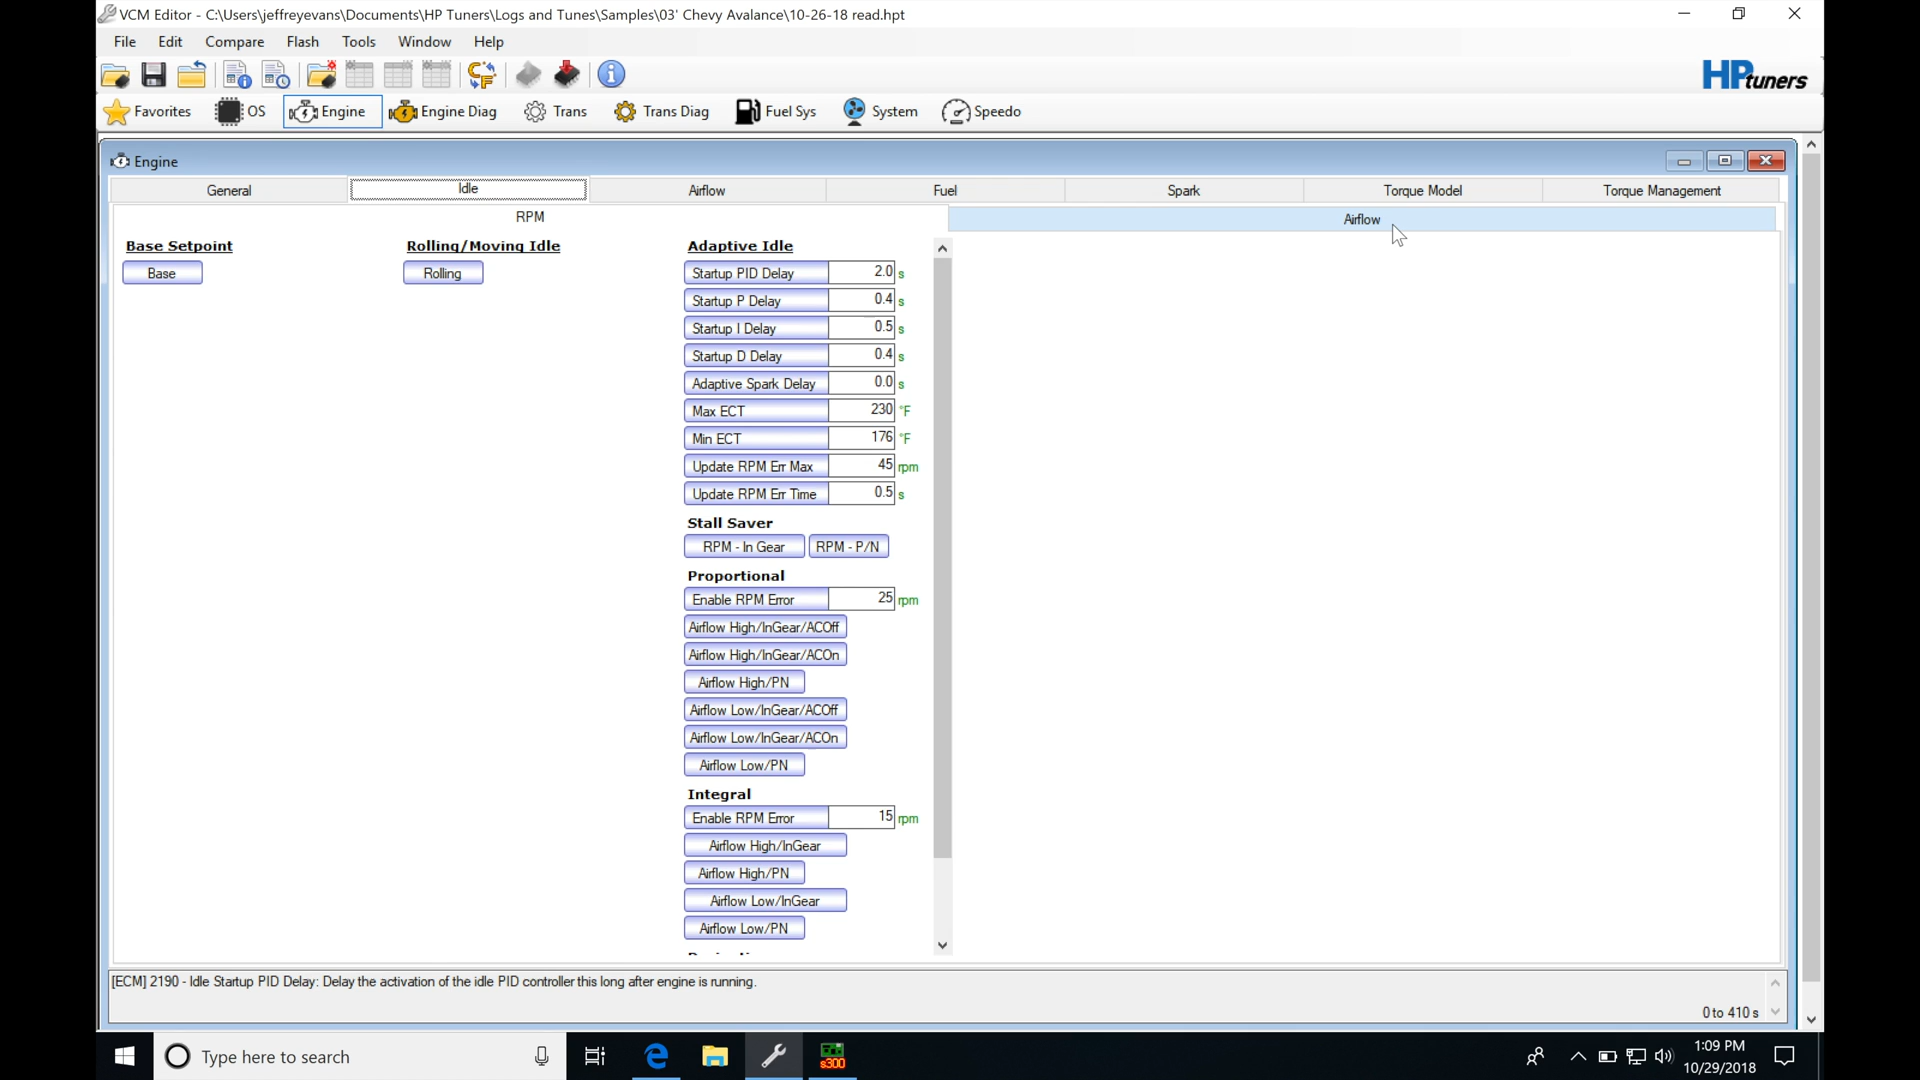 VCM Editor - C:\Users\jeffreyevans\Documents\HP Tuners\Logs and Tunes\Samples\03' Chevy Avalance\10-26-18 read.hpt
File Edit Compare Flash Tools Window Help
HPtuners
Favorites OS Engine Engine Diag Trans Trans Diag Fuel Sys System Speedo
Engine
General Idle Airflow Fuel Spark Torque Model Torque Management
RPM Airflow
Base Setpoint Rolling/Moving Idle Adaptive Idle
Base Rolling Startup PID Delay 2.0 s
Startup P Delay 0.4 s
Startup I Delay 0.5 s
Startup D Delay 0.4 s
Adaptive Spark Delay 0.0 s
Max ECT 230 °F
Min ECT 176 °F
Update RPM Err Max 45 rpm
Update RPM Err Time 0.5 s
Stall Saver
RPM - In Gear RPM - P/N
Proportional
Enable RPM Error 25 rpm
Airflow High/InGear/ACOff
Airflow High/InGear/ACOn
Airflow High/PN
Airflow Low/InGear/ACOff
Airflow Low/InGear/ACOn
Airflow Low/PN
Integral
Enable RPM Error 15 rpm
Airflow High/InGear
Airflow High/PN
Airflow Low/InGear
Airflow Low/PN
[ECM] 2190 - Idle Startup PID Delay: Delay the activation of the idle PID controller this long after engine is running.
0 to 410 s
Type here to search
s300
1:09 PM
10/29/2018